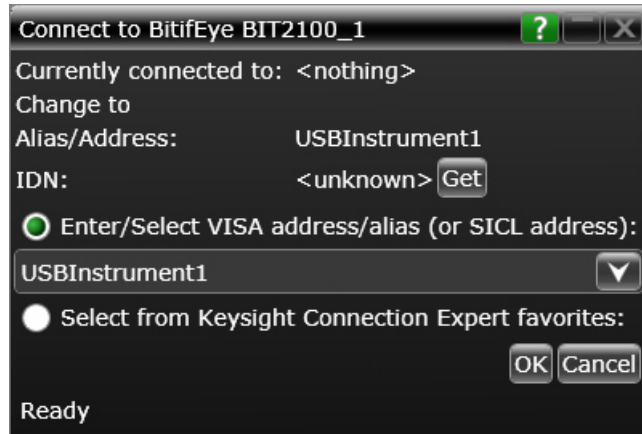 Connect to BitifEye BIT2100_1 ?
Currently connected to: <nothing>
Change to
Alias/Address: USBInstrument1
IDN: <unknown> Get
Enter/Select VISA address/alias (or SICL address):
USBInstrument1
Select from Keysight Connection Expert favorites:
OK Cancel
Ready